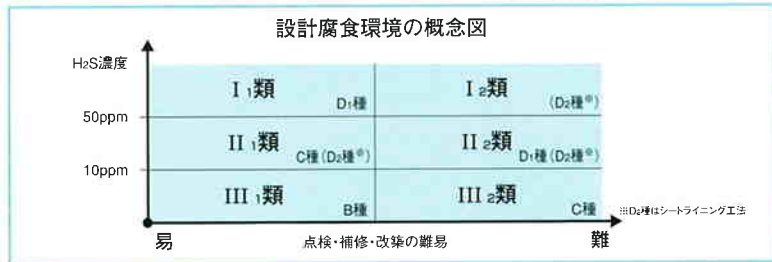 設計腐食環境の概念図
H2S濃度
I 1類
D1種
I 2類
(D2種※)
50ppm
II 1類
C種(D2種※)
II 2類
D1種(D2種※)
10ppm
III 1類
B種
III 2類
C種
※D2種はシートライニング工法
易
点検・補修・改築の難易
難